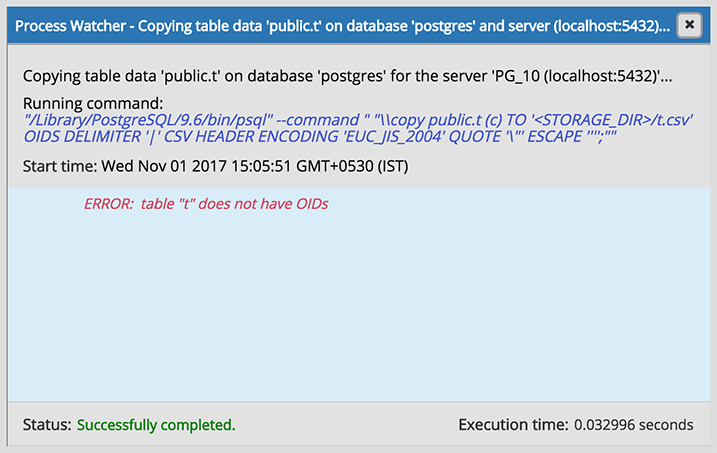 Process Watcher - Copying table data 'public.t' on database 'postgres' and server (localhost:5432)...
Copying table data 'public.t' on database 'postgres' for the server 'PG_10 (localhost:5432)'...
Running command:
"/Library/PostgreSQL/9.6/bin/psql" --command " "\\copy public.t (c) TO '<STORAGE_DIR>/t.csv'
OIDS DELIMITER '|' CSV HEADER ENCODING 'EUC_JIS_2004' QUOTE '\"' ESCAPE '''';""
Start time: Wed Nov 01 2017 15:05:51 GMT+0530 (IST)
ERROR:  table "t" does not have OIDs
Status: Successfully completed.
Execution time: 0.032996 seconds